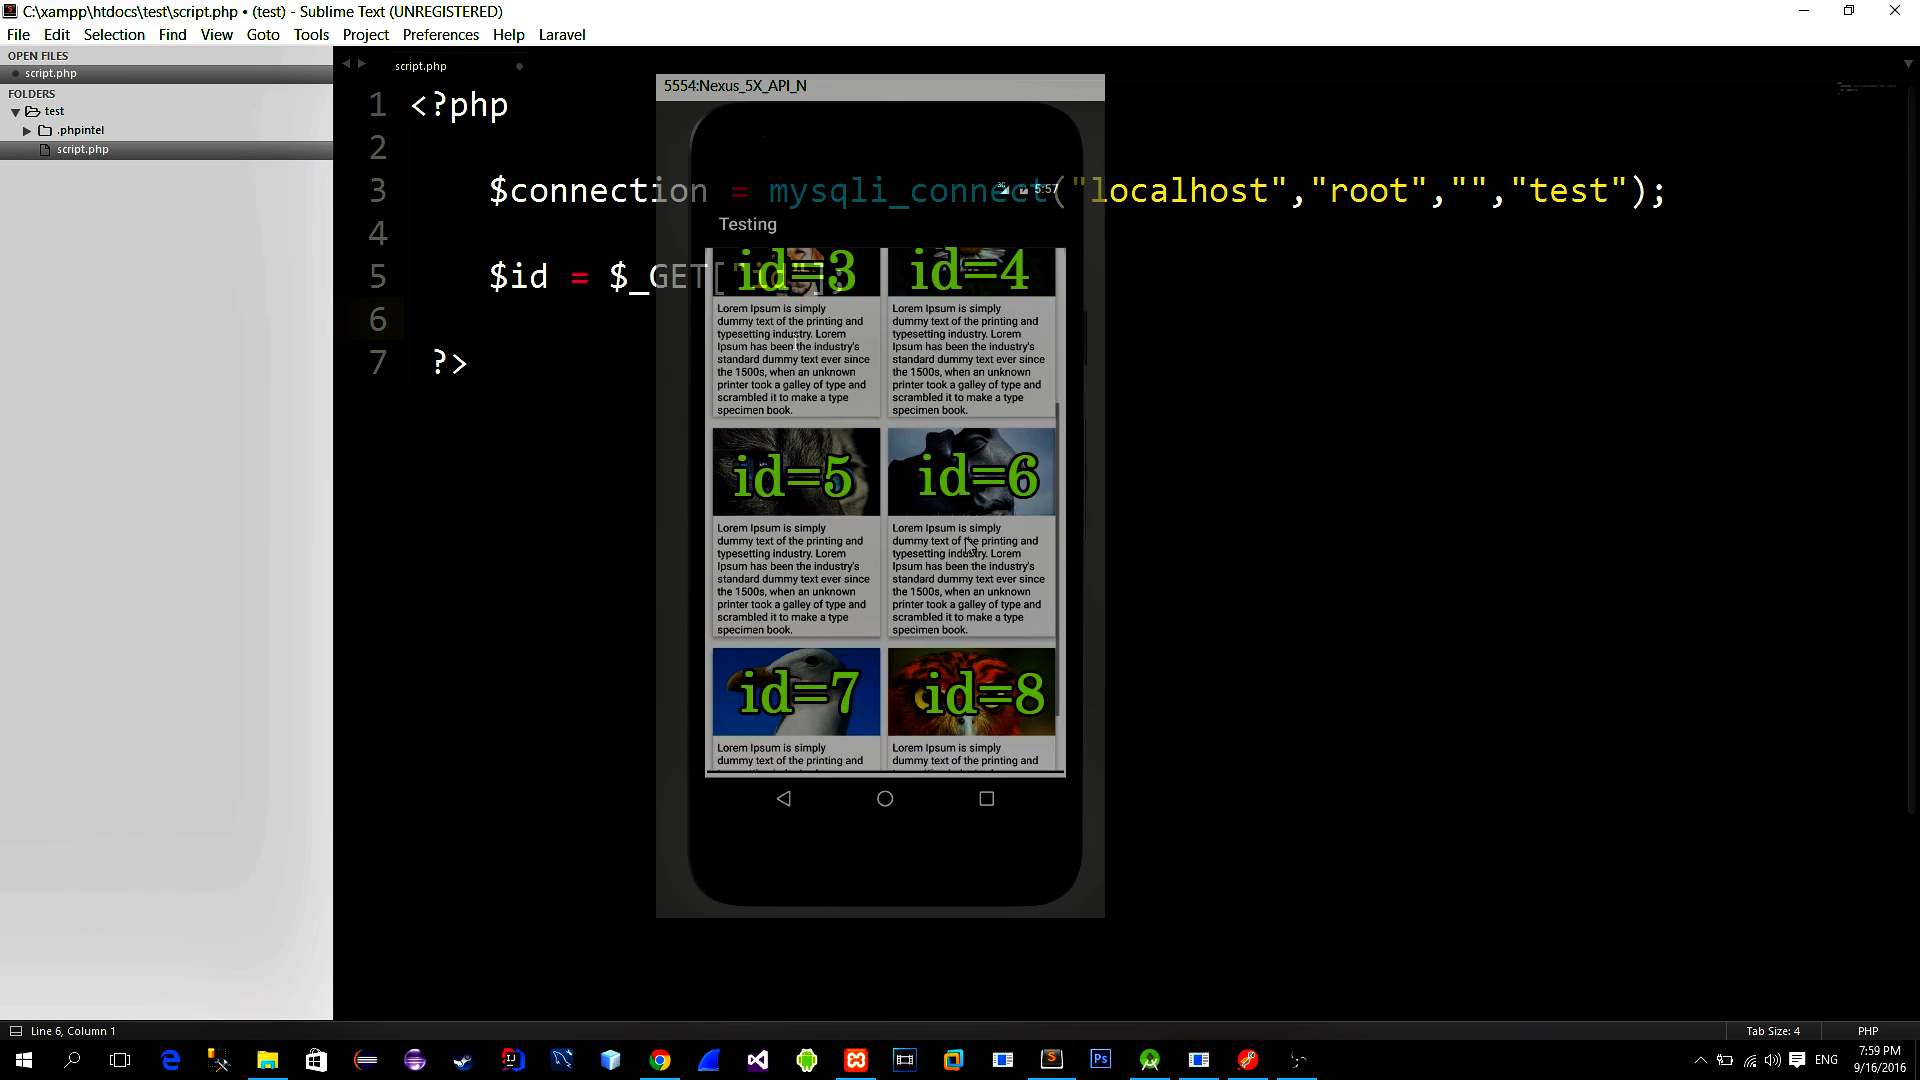 C:\xampp\htdocs\test\script.php • (test) - Sublime Text (UNREGISTERED)
File Edit Selection Find View Goto Tools Project Preferences Help Laravel
OPEN FILES
script.php
FOLDERS
test
.phpintel
script.php
script.php
1 <?php
2
3 $connection = mysqli_connect("localhost","root","","test");
4
5 $id = $_GET["id"];
6
7 ?>
5554:Nexus_5X_API_N
5:57
Testing
id=3
Lorem Ipsum is simply
dummy text of the printing and
typesetting industry. Lorem
Ipsum has been the industry's
standard dummy text ever since
the 1500s, when an unknown
printer took a galley of type and
scrambled it to make a type
specimen book.
id=4
Lorem Ipsum is simply
dummy text of the printing and
typesetting industry. Lorem
Ipsum has been the industry's
standard dummy text ever since
the 1500s, when an unknown
printer took a galley of type and
scrambled it to make a type
specimen book.
id=5
Lorem Ipsum is simply
dummy text of the printing and
typesetting industry. Lorem
Ipsum has been the industry's
standard dummy text ever since
the 1500s, when an unknown
printer took a galley of type and
scrambled it to make a type
specimen book.
id=6
Lorem Ipsum is simply
dummy text of the printing and
typesetting industry. Lorem
Ipsum has been the industry's
standard dummy text ever since
the 1500s, when an unknown
printer took a galley of type and
scrambled it to make a type
specimen book.
id=7
Lorem Ipsum is simply
dummy text of the printing and
id=8
Lorem Ipsum is simply
dummy text of the printing and
Line 6, Column 1
Tab Size: 4
PHP
ENG
7:59 PM
9/16/2016